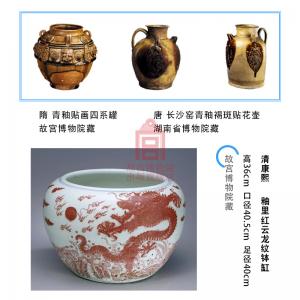 隋 青釉贴画四系罐
故宫博物院藏
唐 长沙窑青釉褐斑贴花壶
湖南省博物院藏
清康熙 釉里红云龙纹钵缸
高36cm 口径40.5cm 足径40cm
故宫博物院藏